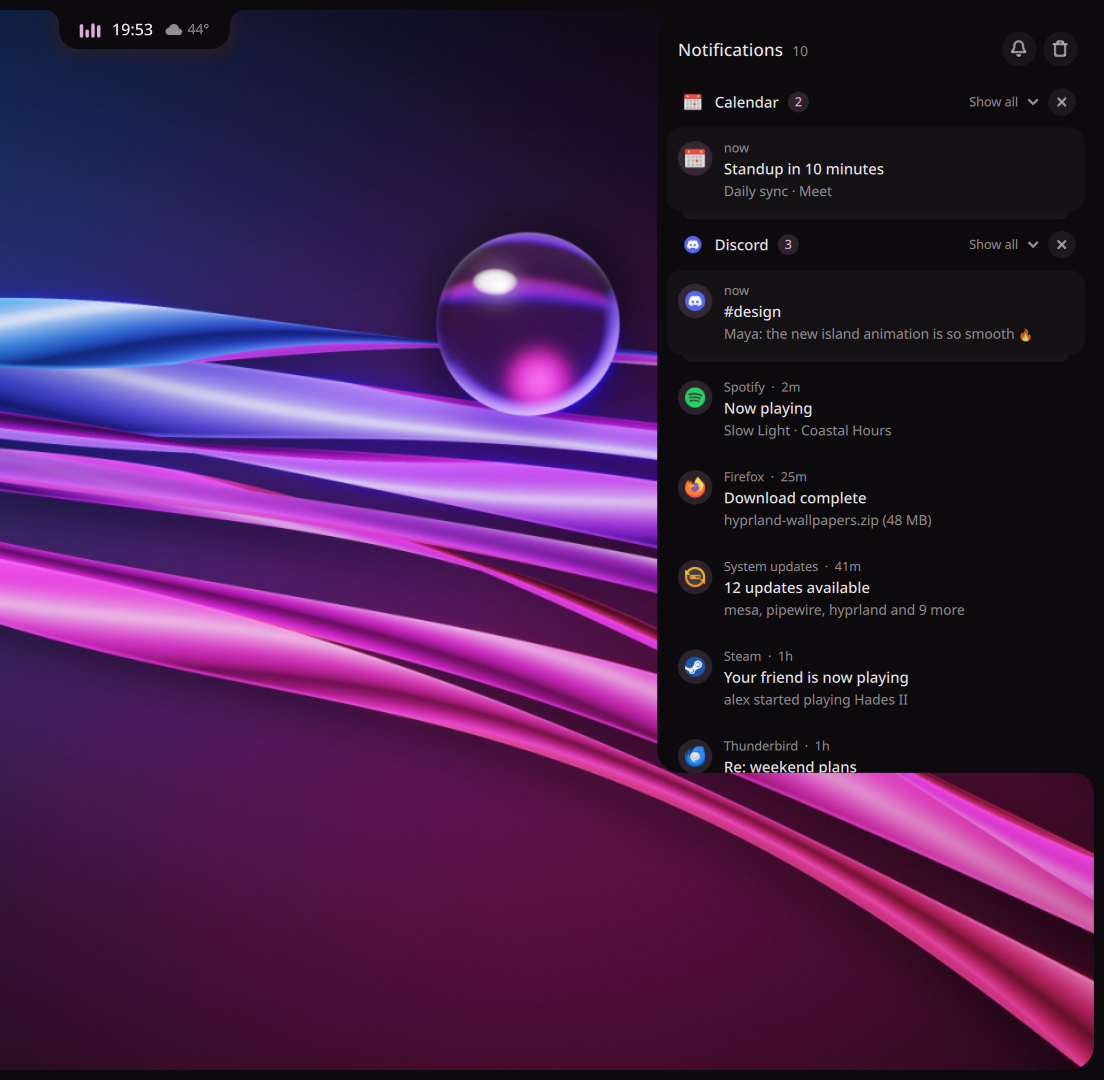 19:53 44°
Notifications 10
Calendar 2 Show all
now
Standup in 10 minutes
Daily sync · Meet
Discord 3 Show all
now
#design
Maya: the new island animation is so smooth 🔥
Spotify · 2m
Now playing
Slow Light · Coastal Hours
Firefox · 25m
Download complete
hyprland-wallpapers.zip (48 MB)
System updates · 41m
12 updates available
mesa, pipewire, hyprland and 9 more
Steam · 1h
Your friend is now playing
alex started playing Hades II
Thunderbird · 1h
Re: weekend plans